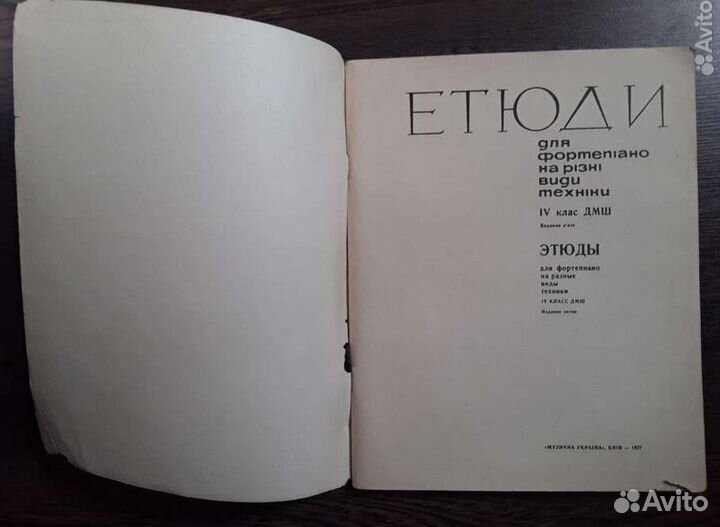 ЕТЮДИ
для
фортепіано
на різні
види
техніки
IV клас ДМШ
Видання п'яте
ЭТЮДЫ
для фортепиано
на разные
виды
техники
IV КЛАСС ДМШ
Издание пятое
«МУЗИЧНА УКРАЇНА», КИЇВ — 1977
Avito
Avito